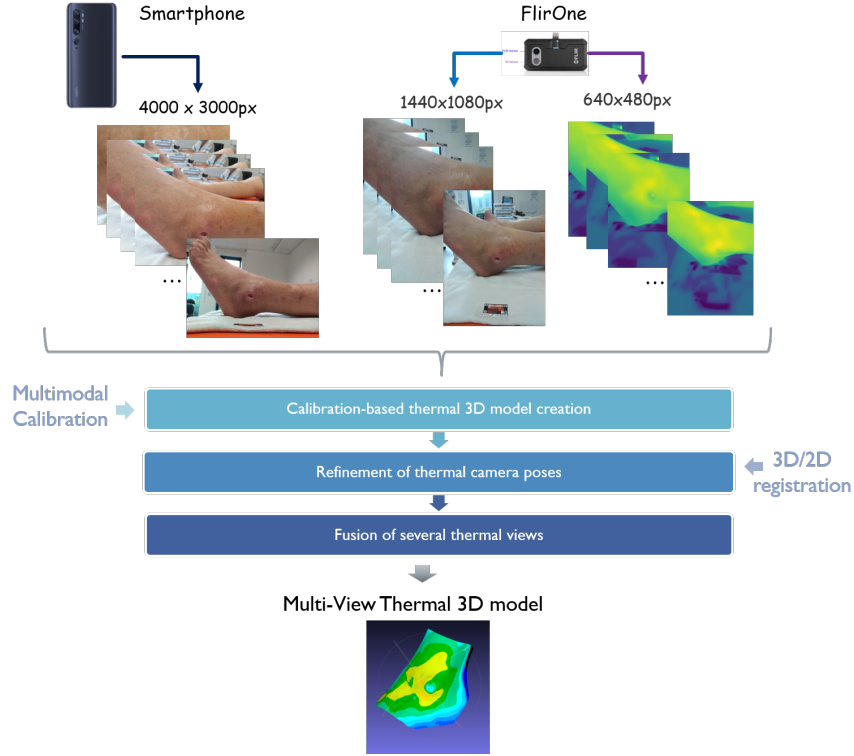 Smartphone
FlirOne
4000 x 3000px
1440x1080px
640x480px
...
...
...
Multimodal
Calibration
Calibration-based thermal 3D model creation
Refinement of thermal camera poses
3D/2D
registration
Fusion of several thermal views
Multi-View Thermal 3D model